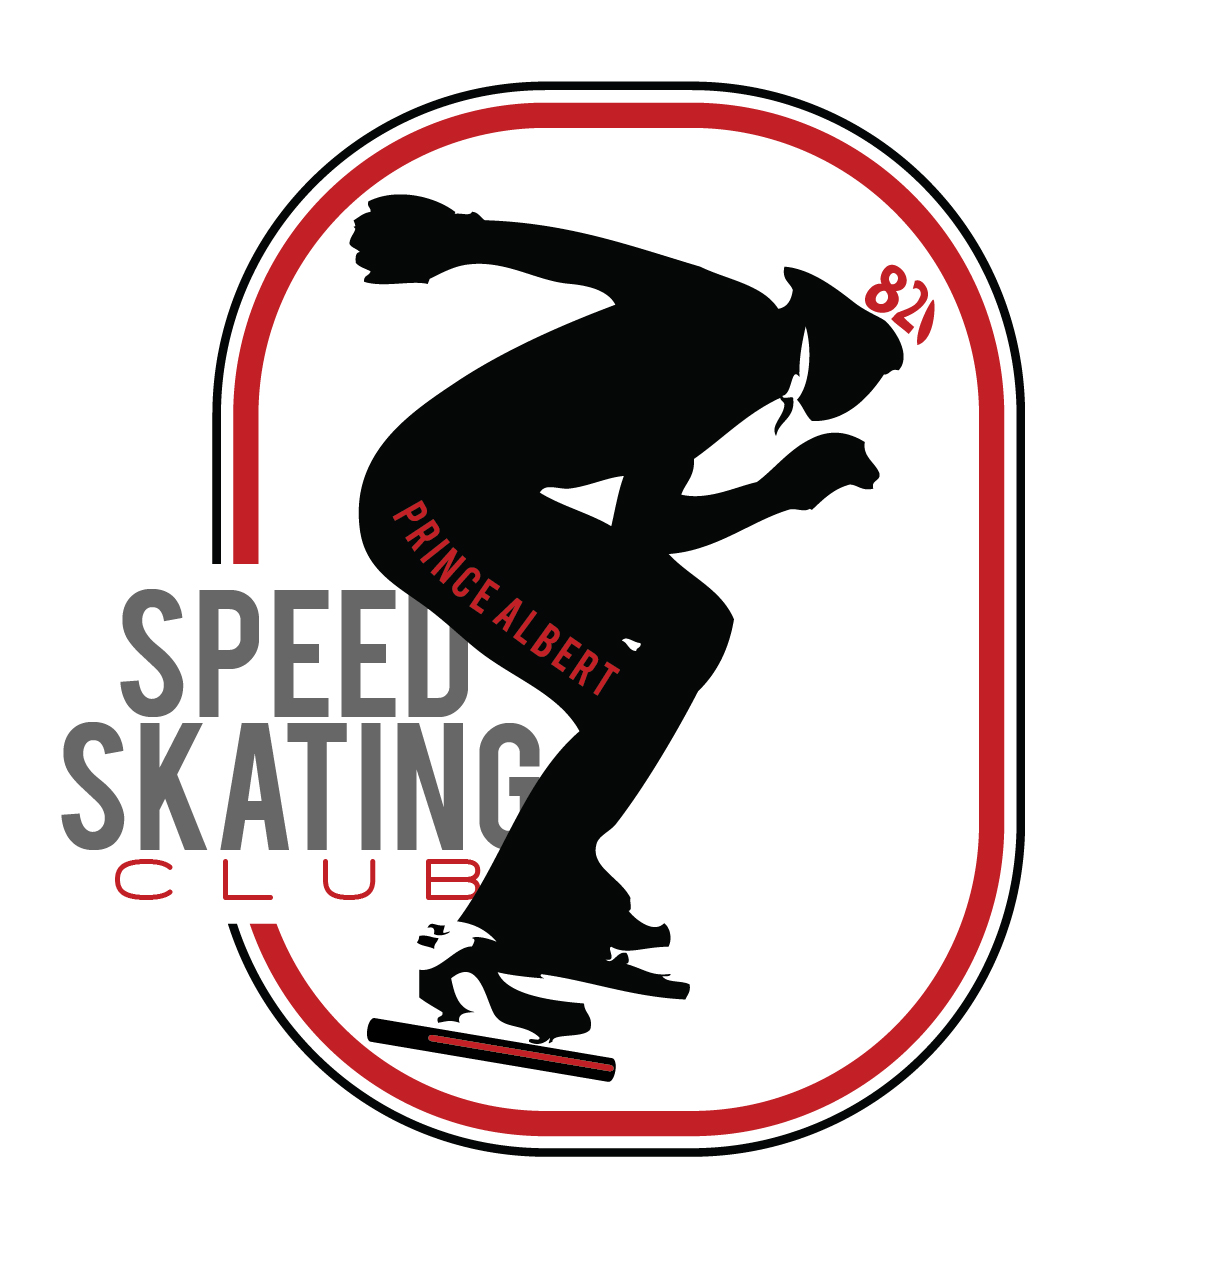 82
PRINCE ALBERT
SPEED
SKATING
CLUB